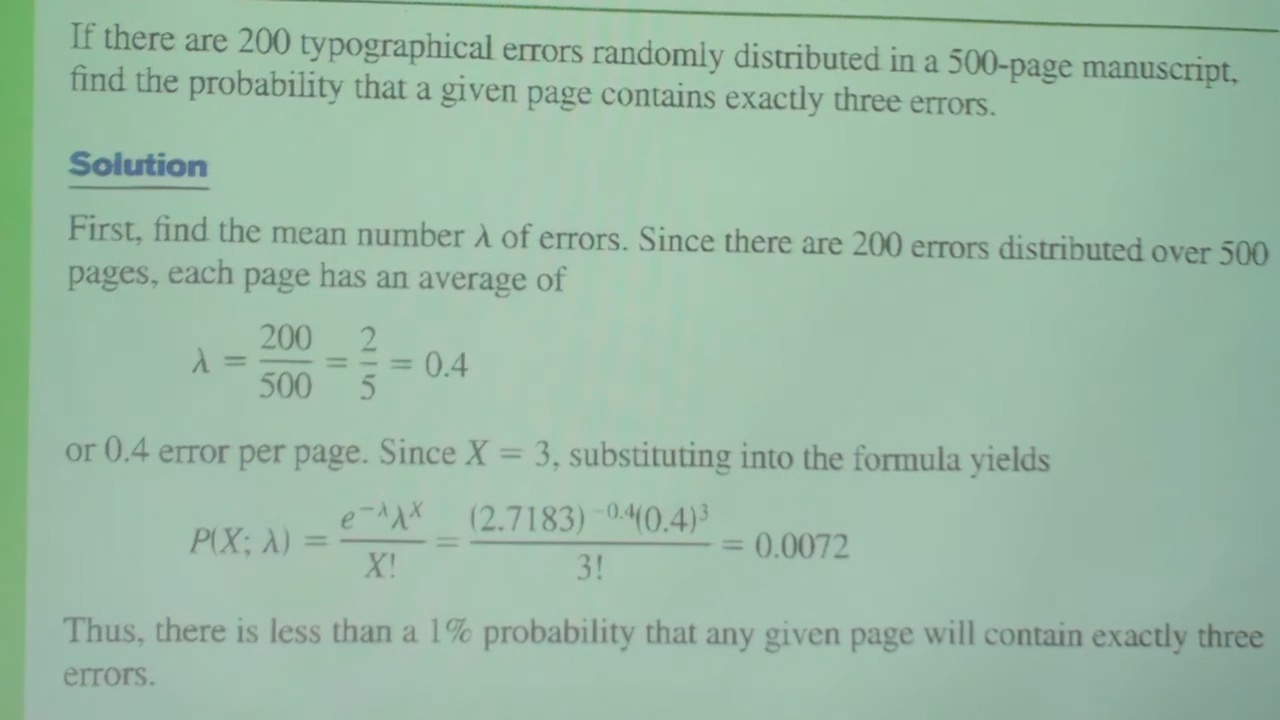 If there are 200 typographical errors randomly distributed in a 500-page manuscript,
find the probability that a given page contains exactly three errors.
Solution
First, find the mean number λ of errors. Since there are 200 errors distributed over 500
pages, each page has an average of
λ = 200/500 = 2/5 = 0.4
or 0.4 error per page. Since X = 3, substituting into the formula yields
P(X; λ) = e^{-λ}λ^X/X! = (2.7183)^{-0.4}(0.4)^3/3! = 0.0072
Thus, there is less than a 1% probability that any given page will contain exactly three
errors.